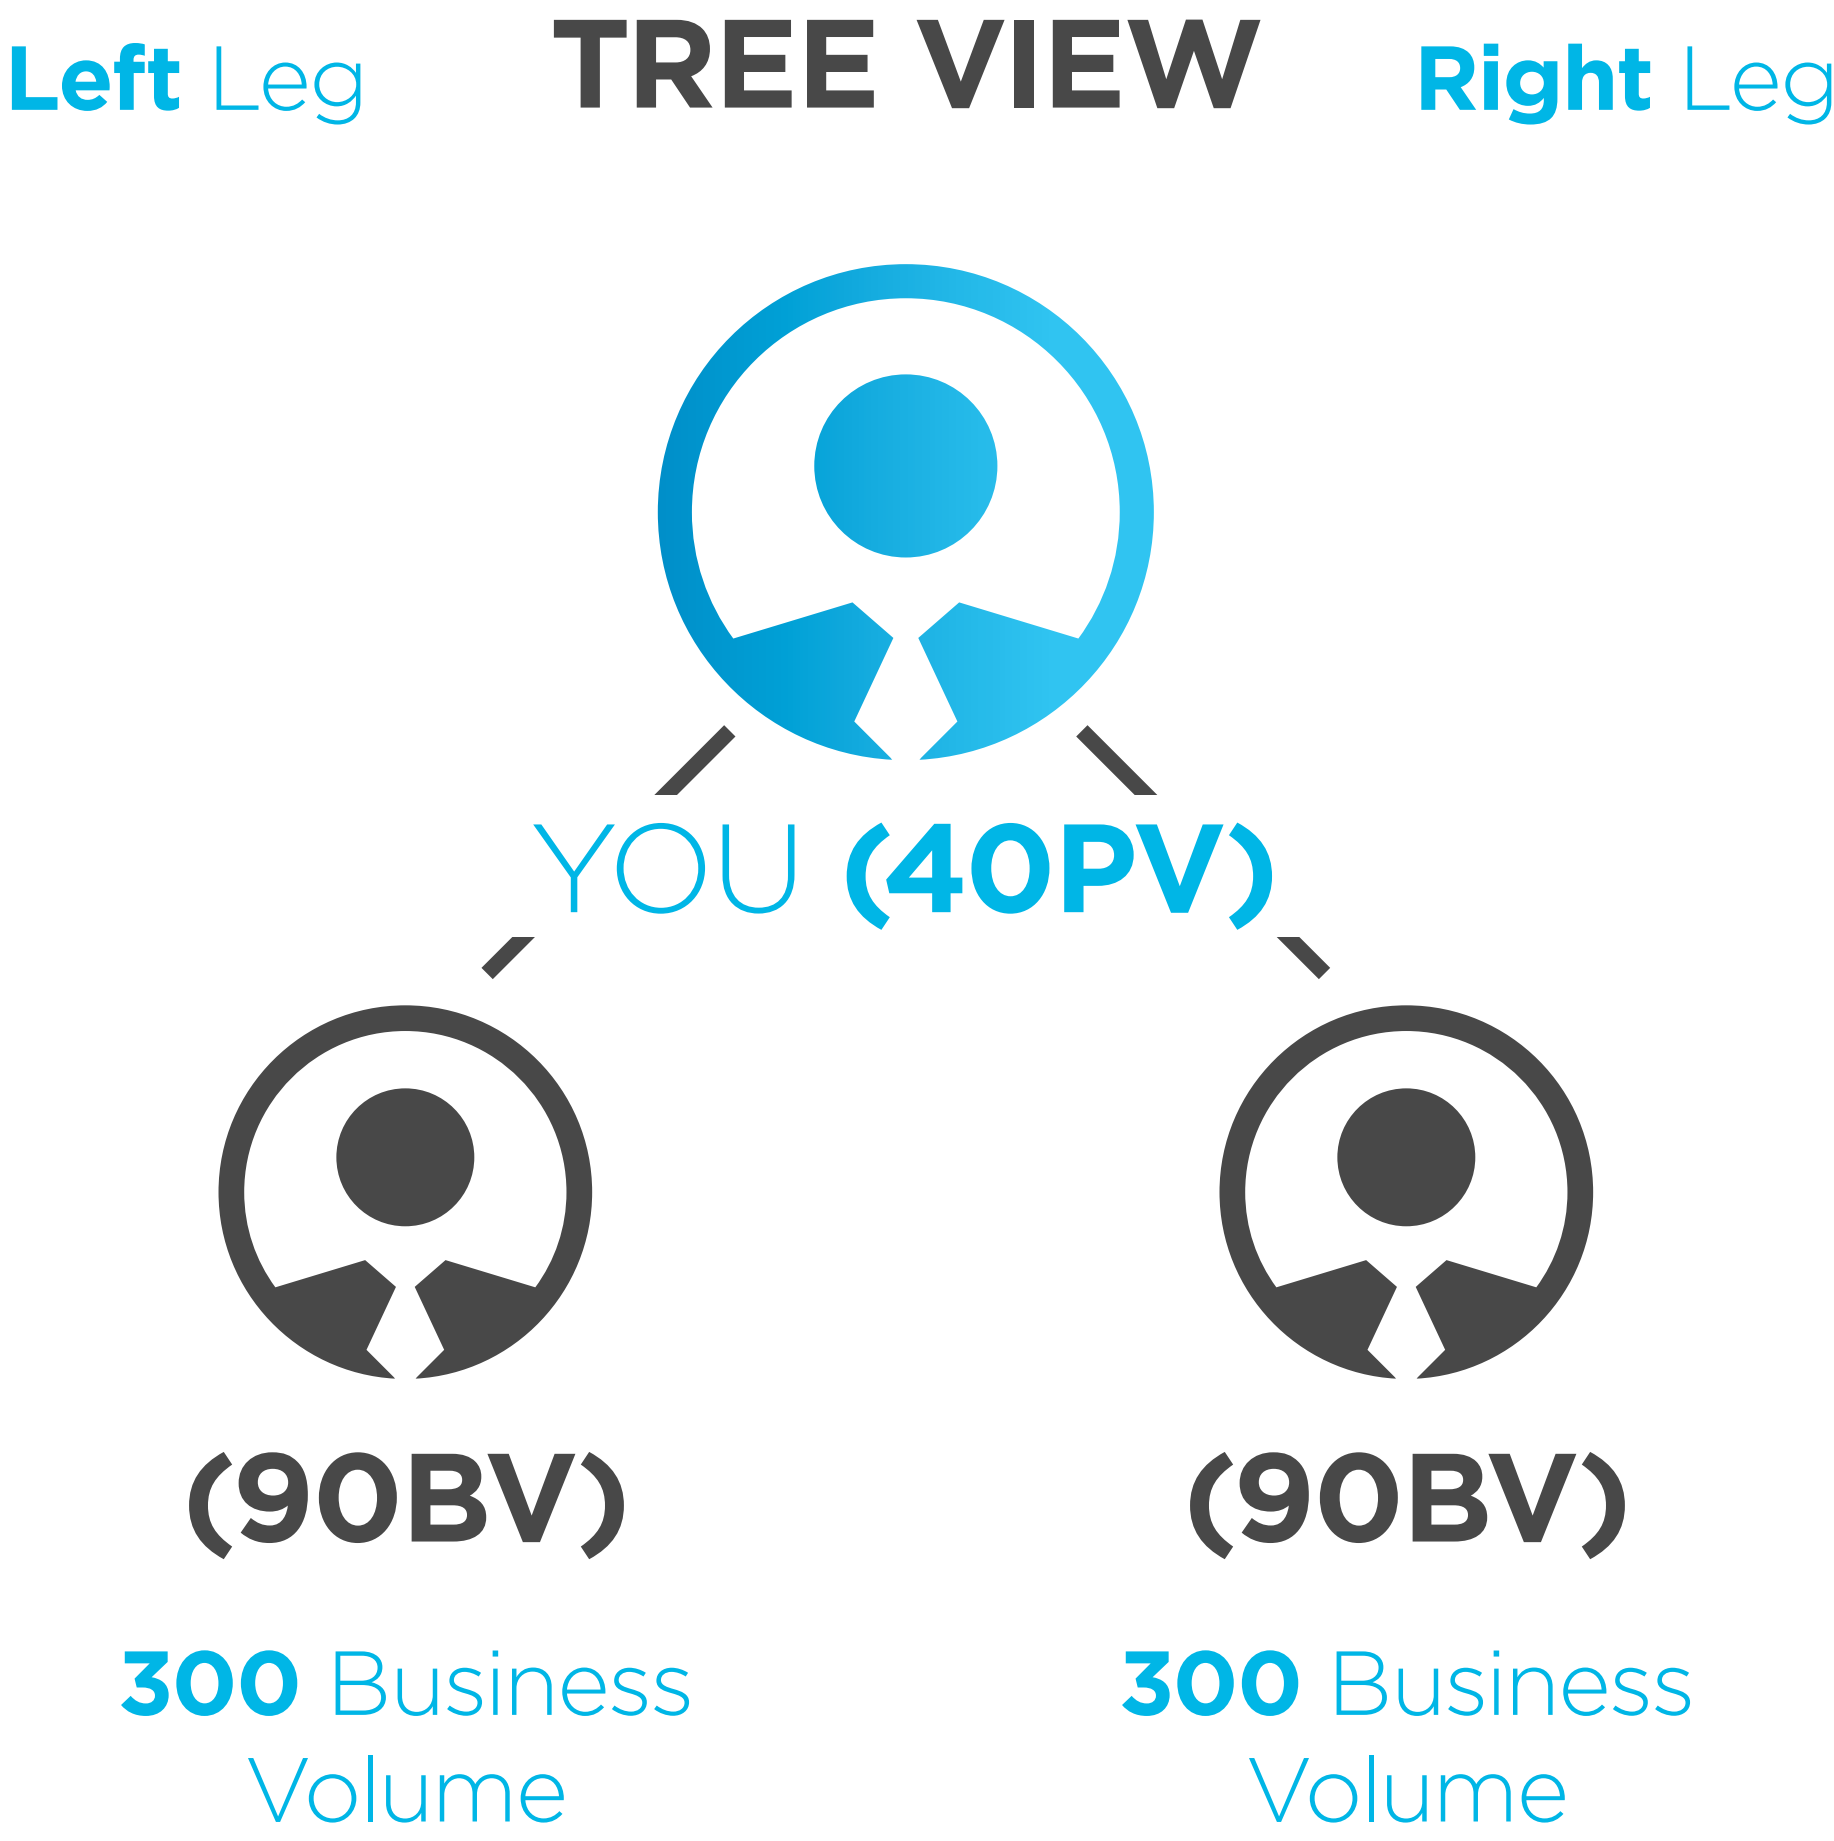 TREE VIEW
Left Leg
Right Leg
YOU (40PV)
(90BV)
(90BV)
300 Business
Volume
300 Business
Volume